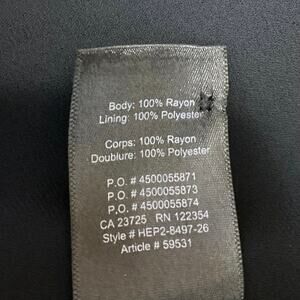 Body: 100% Rayon
Lining: 100% Polyester
Corps: 100% Rayon
Doublure: 100% Polyester
P.O. # 4500055871
P.O. # 4500055873
P.O. # 4500055874
CA 23725 RN 122354
Style # HEP2-8497-26
Article # 59531